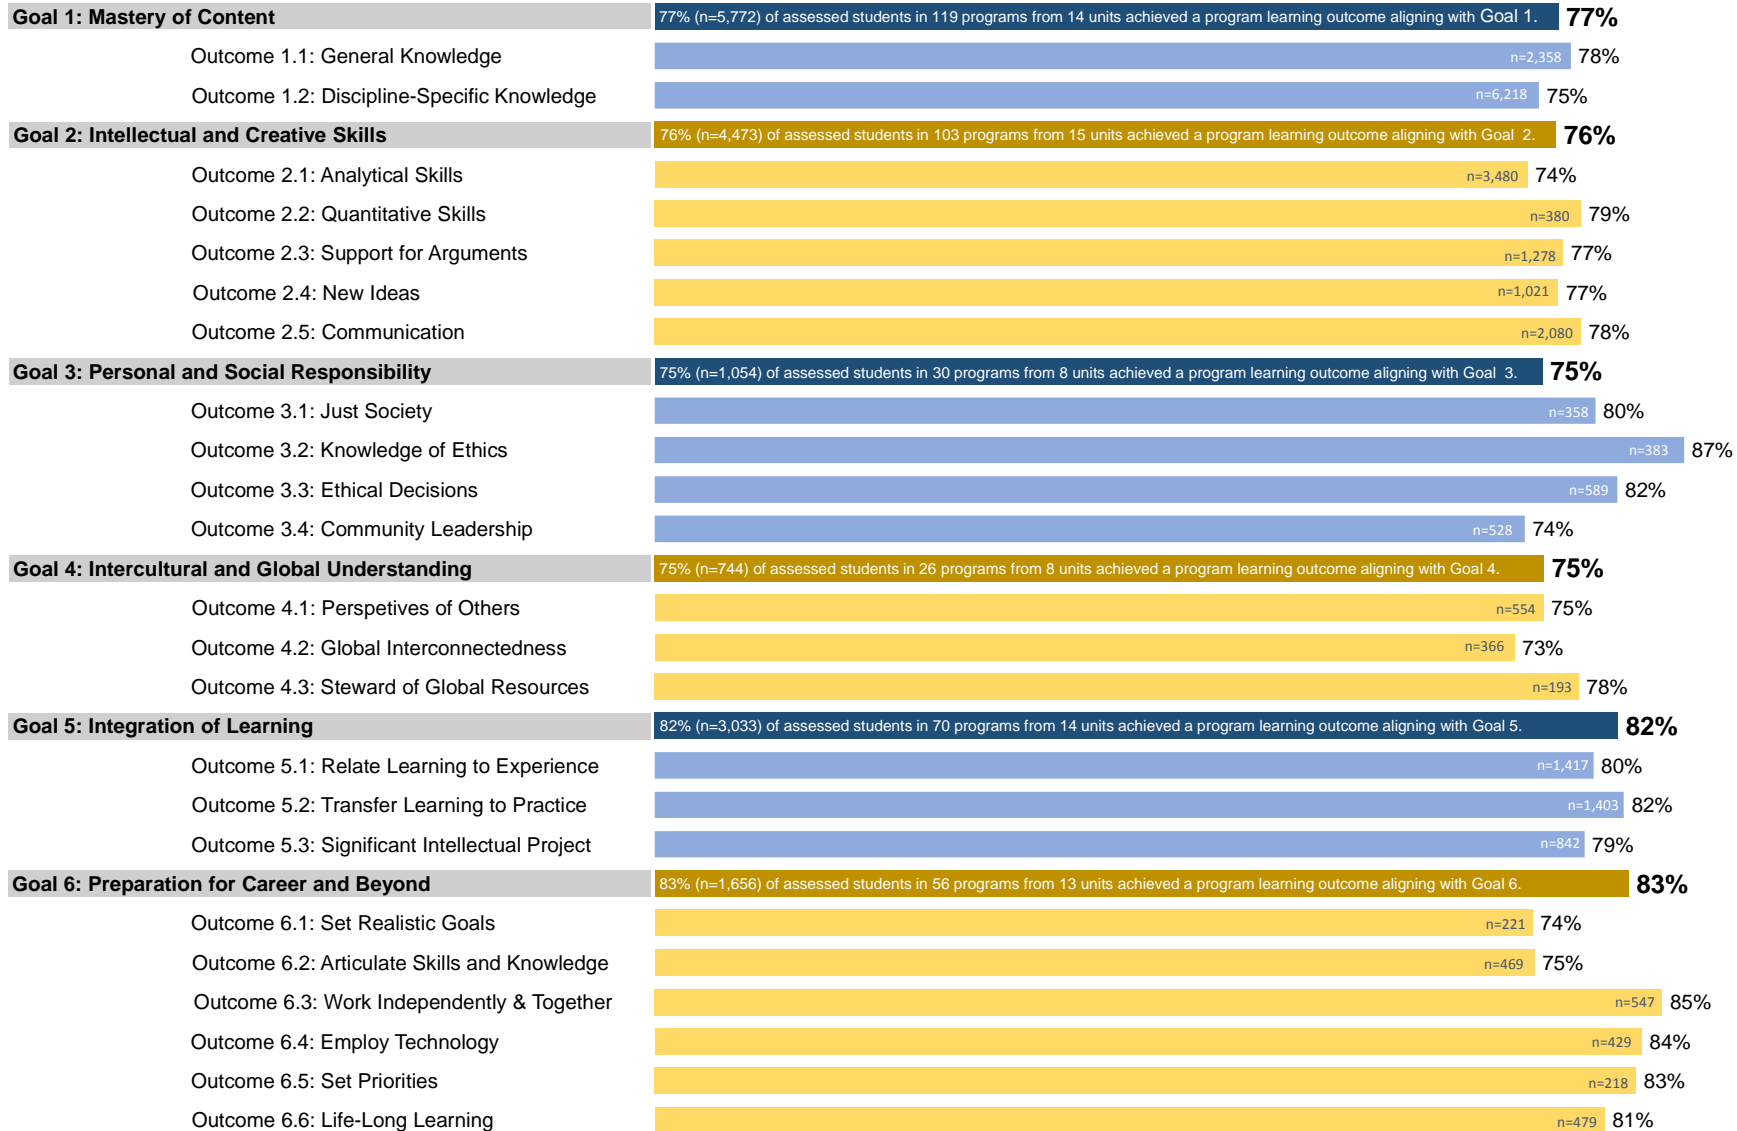 Goal 1: Mastery of Content 77% (n=5,772) of assessed students in 119 programs from 14 units achieved a program learning outcome aligning with Goal 1. 77%
Outcome 1.1: General Knowledge n=2,358 78%
Outcome 1.2: Discipline-Specific Knowledge n=6,218 75%
Goal 2: Intellectual and Creative Skills 76% (n=4,473) of assessed students in 103 programs from 15 units achieved a program learning outcome aligning with Goal 2. 76%
Outcome 2.1: Analytical Skills n=3,480 74%
Outcome 2.2: Quantitative Skills n=380 79%
Outcome 2.3: Support for Arguments n=1,278 77%
Outcome 2.4: New Ideas n=1,021 77%
Outcome 2.5: Communication n=2,080 78%
Goal 3: Personal and Social Responsibility 75% (n=1,054) of assessed students in 30 programs from 8 units achieved a program learning outcome aligning with Goal 3. 75%
Outcome 3.1: Just Society n=358 80%
Outcome 3.2: Knowledge of Ethics n=383 87%
Outcome 3.3: Ethical Decisions n=589 82%
Outcome 3.4: Community Leadership n=528 74%
Goal 4: Intercultural and Global Understanding 75% (n=744) of assessed students in 26 programs from 8 units achieved a program learning outcome aligning with Goal 4. 75%
Outcome 4.1: Perspetives of Others n=554 75%
Outcome 4.2: Global Interconnectedness n=366 73%
Outcome 4.3: Steward of Global Resources n=193 78%
Goal 5: Integration of Learning 82% (n=3,033) of assessed students in 70 programs from 14 units achieved a program learning outcome aligning with Goal 5. 82%
Outcome 5.1: Relate Learning to Experience n=1,417 80%
Outcome 5.2: Transfer Learning to Practice n=1,403 82%
Outcome 5.3: Significant Intellectual Project n=842 79%
Goal 6: Preparation for Career and Beyond 83% (n=1,656) of assessed students in 56 programs from 13 units achieved a program learning outcome aligning with Goal 6. 83%
Outcome 6.1: Set Realistic Goals n=221 74%
Outcome 6.2: Articulate Skills and Knowledge n=469 75%
Outcome 6.3: Work Independently & Together n=547 85%
Outcome 6.4: Employ Technology n=429 84%
Outcome 6.5: Set Priorities n=218 83%
Outcome 6.6: Life-Long Learning n=479 81%